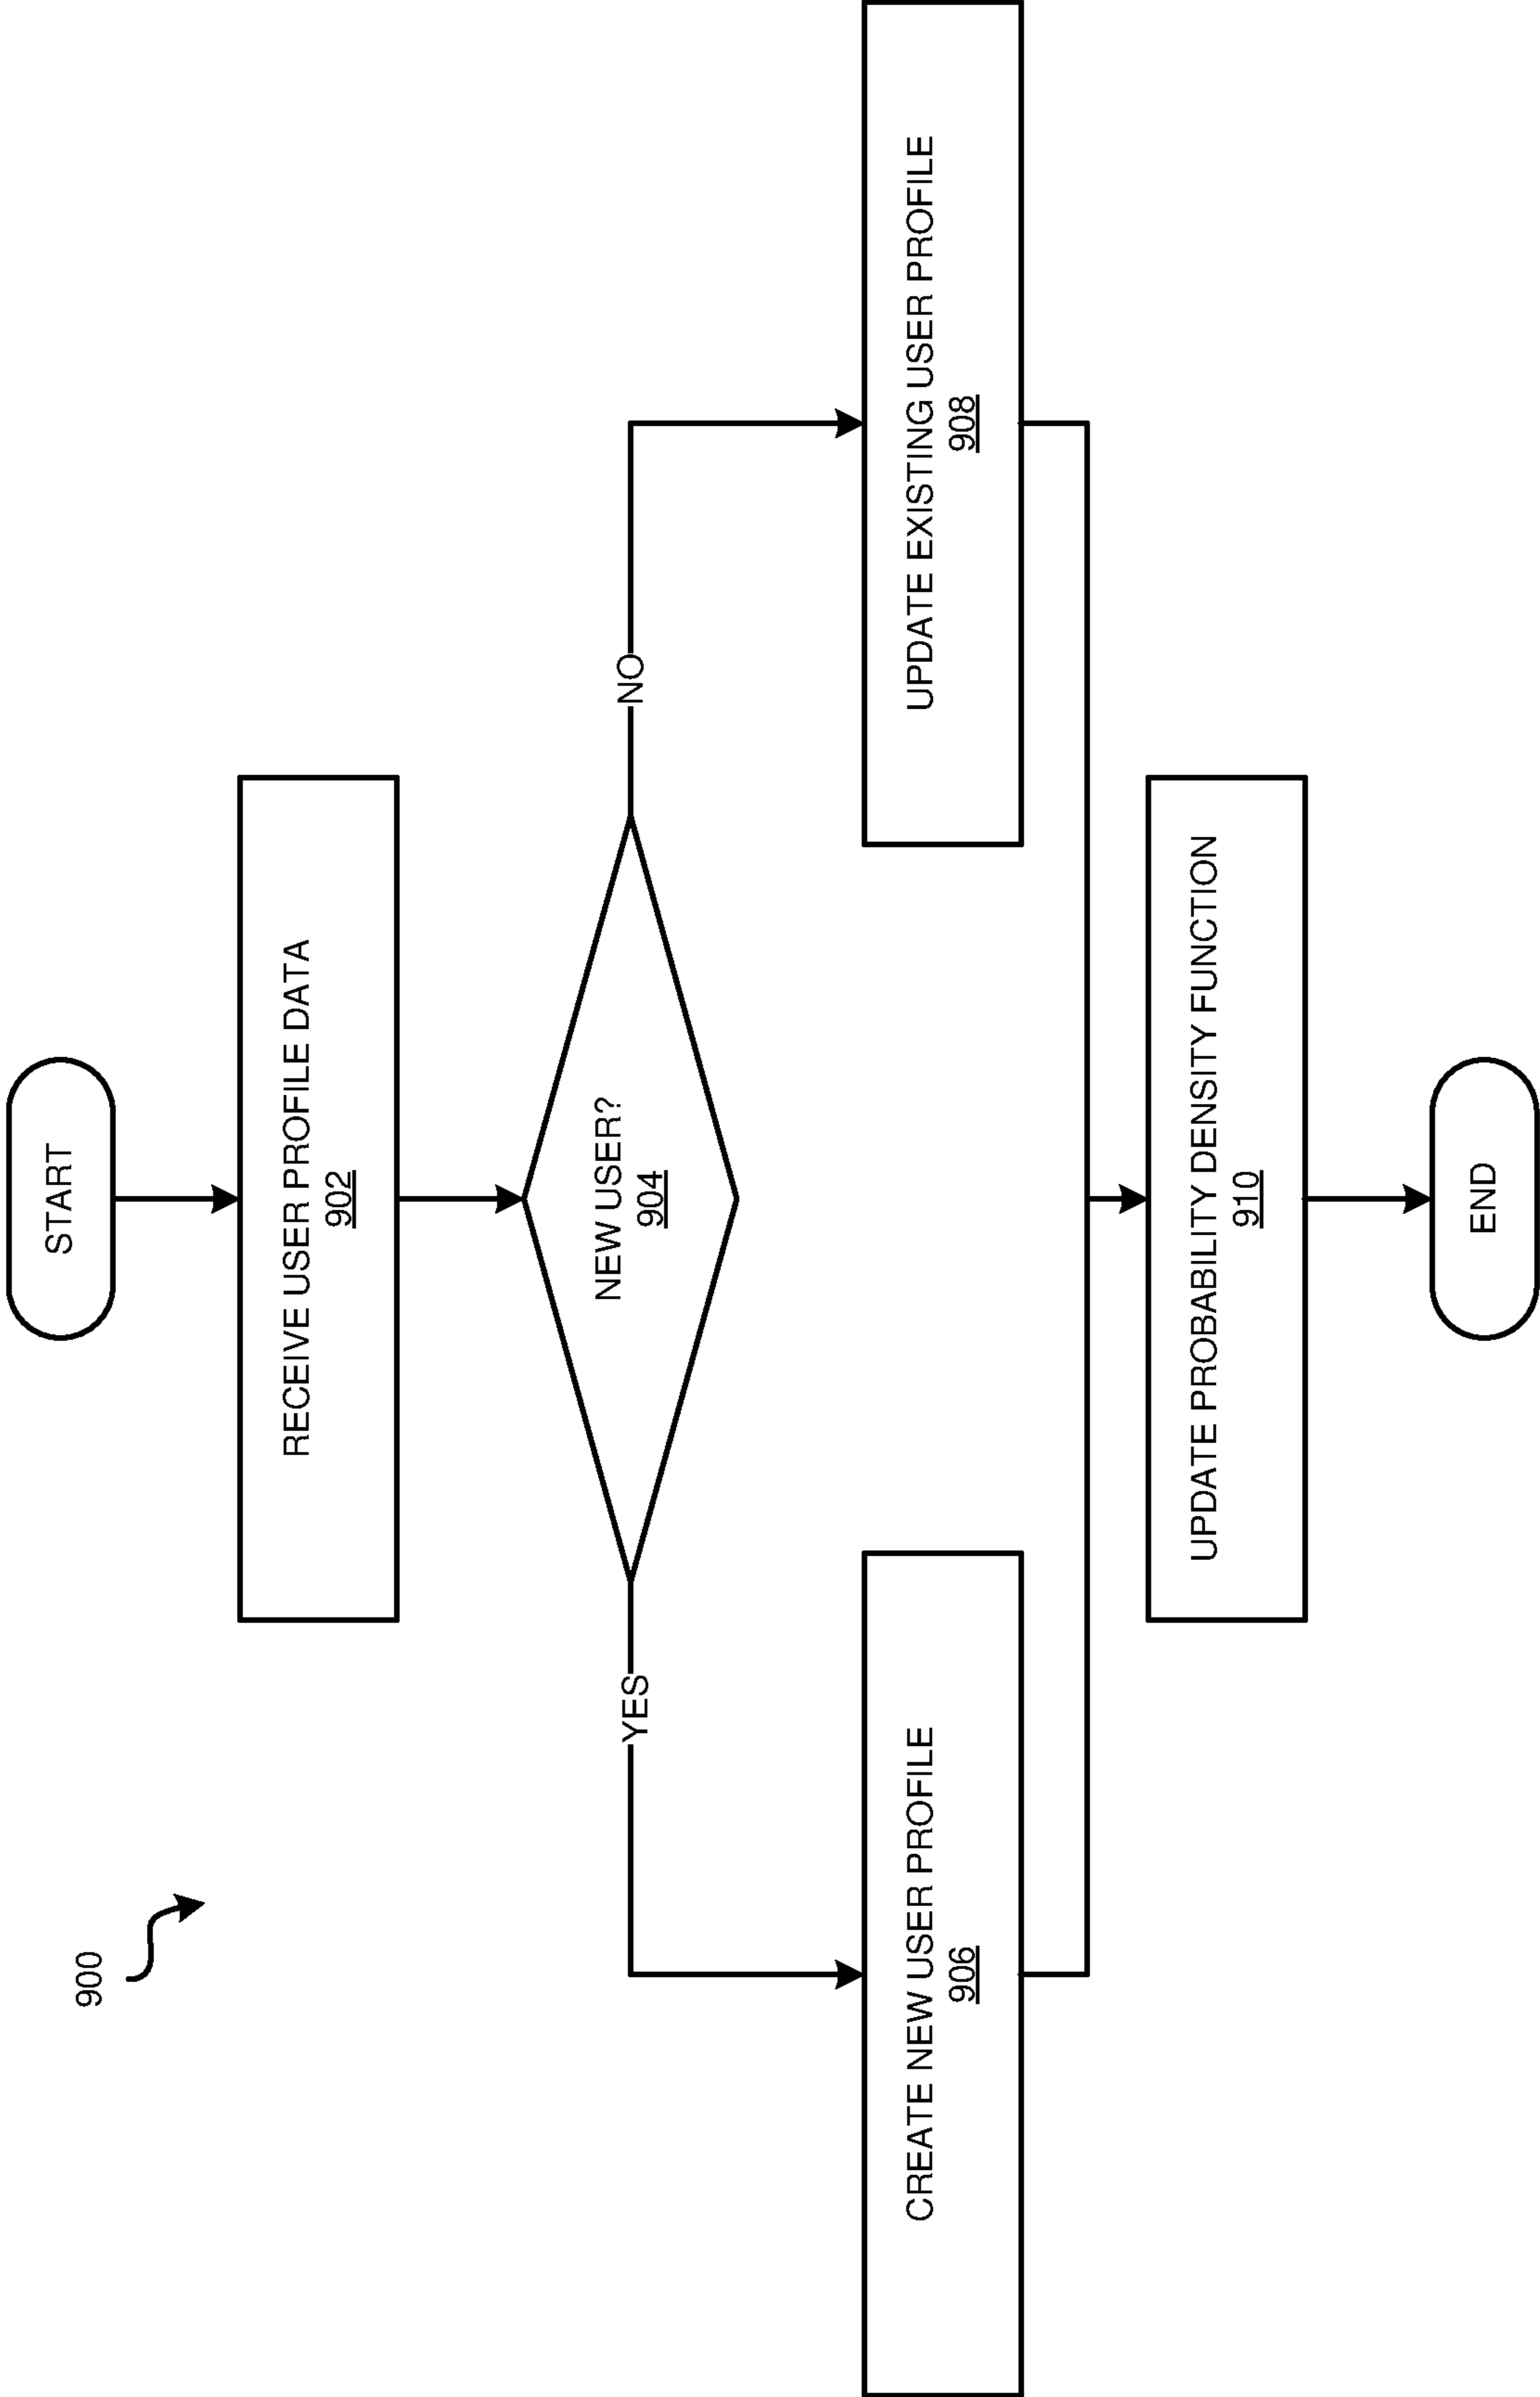 900
START
RECEIVE USER PROFILE DATA
902
NEW USER?
904
YES
NO
CREATE NEW USER PROFILE
906
UPDATE EXISTING USER PROFILE
908
UPDATE PROBABILITY DENSITY FUNCTION
910
END